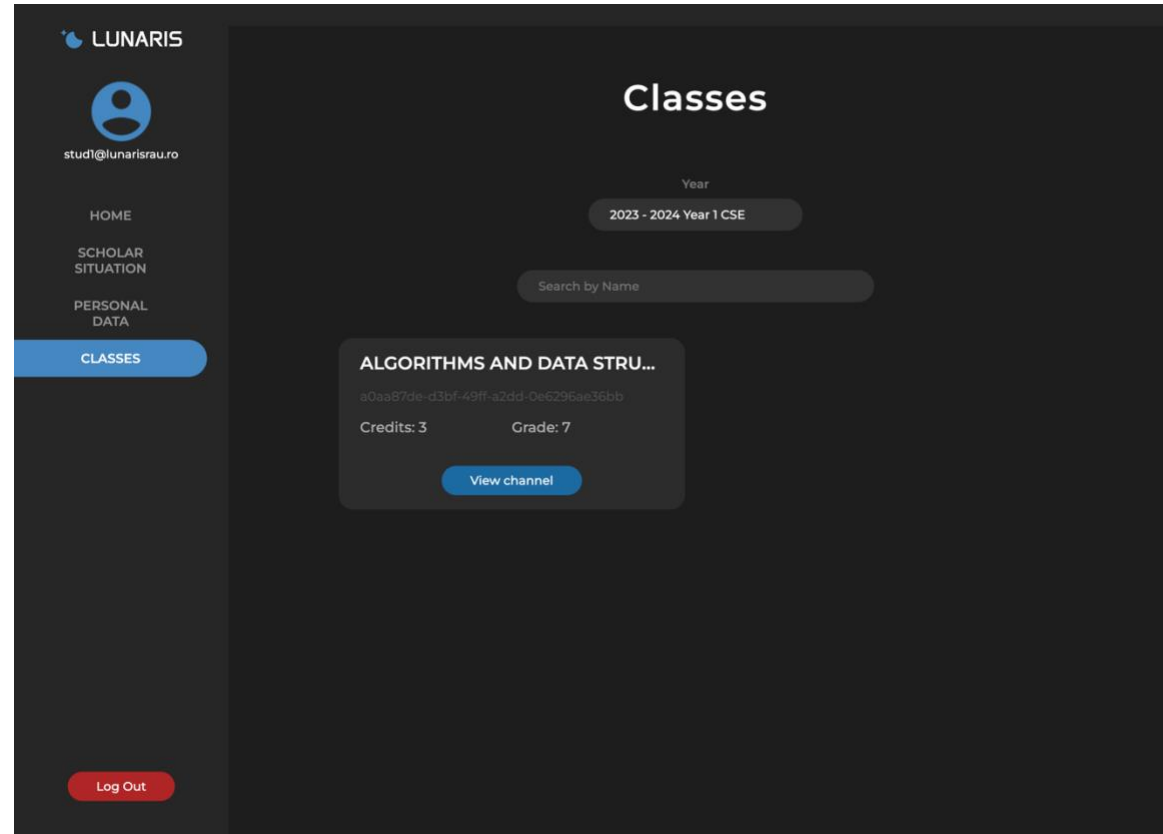 LUNARIS
stud1@lunarisrau.ro
HOME
SCHOLAR
SITUATION
PERSONAL
DATA
CLASSES
Log Out
Classes
Year
2023 - 2024 Year 1 CSE
Search by Name
ALGORITHMS AND DATA STRU...
a0aa87de-d3bf-49ff-a2dd-0e6296ae36bb
Credits: 3 Grade: 7
View channel